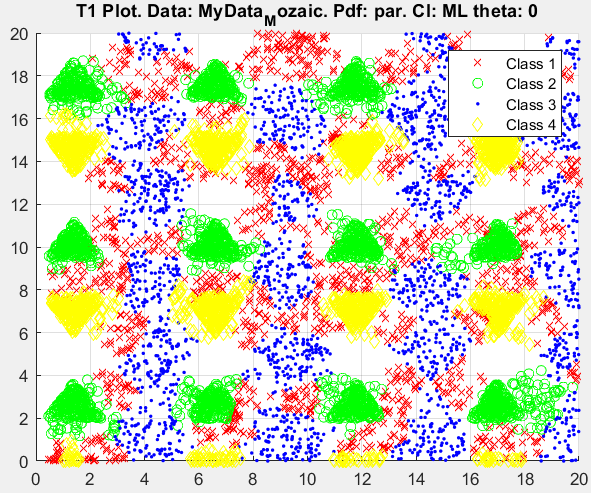 T1 Plot. Data: MyData_Mozaic. Pdf: par. Cl: ML theta: 0
20
18
16
14
12
10
8
6
4
2
0
Class 1
Class 2
Class 3
Class 4
0 2 4 6 8 10 12 14 16 18 20